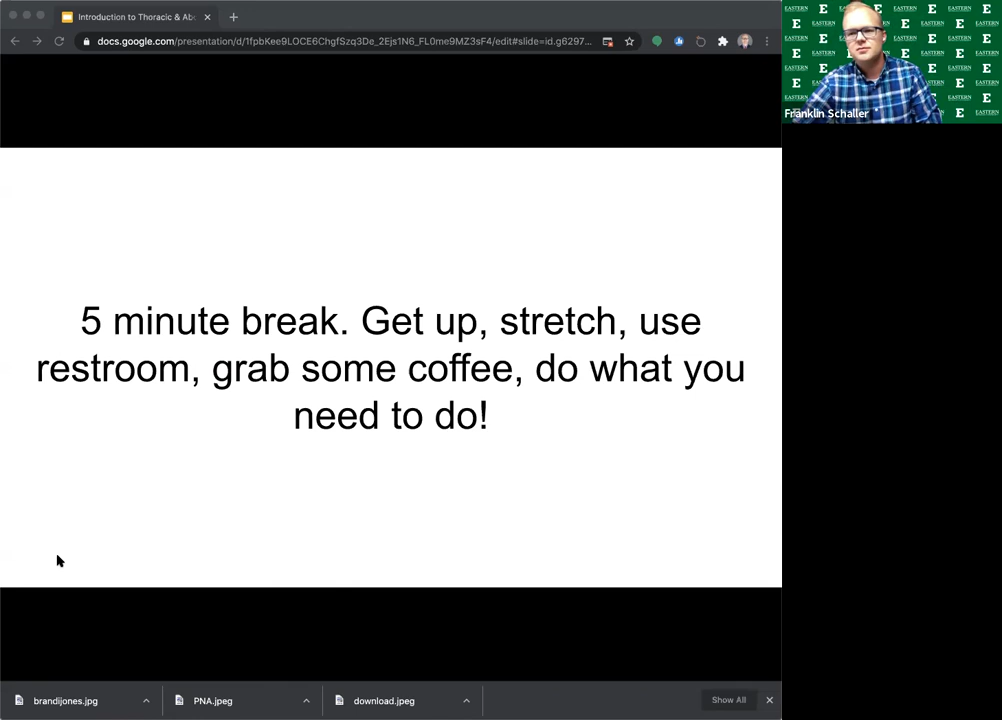 Introduction to Thoracic & Abd
docs.google.com/presentation/d/1fpbKee9LOCE6ChgfSzq3De_2Ejs1N6_FL0me9MZ3sF4/edit#slide=id.g6297...
EASTERN
E
Franklin Schaller
5 minute break. Get up, stretch, use
restroom, grab some coffee, do what you
need to do!
brandijones.jpg
PNA.jpeg
download.jpeg
Show All